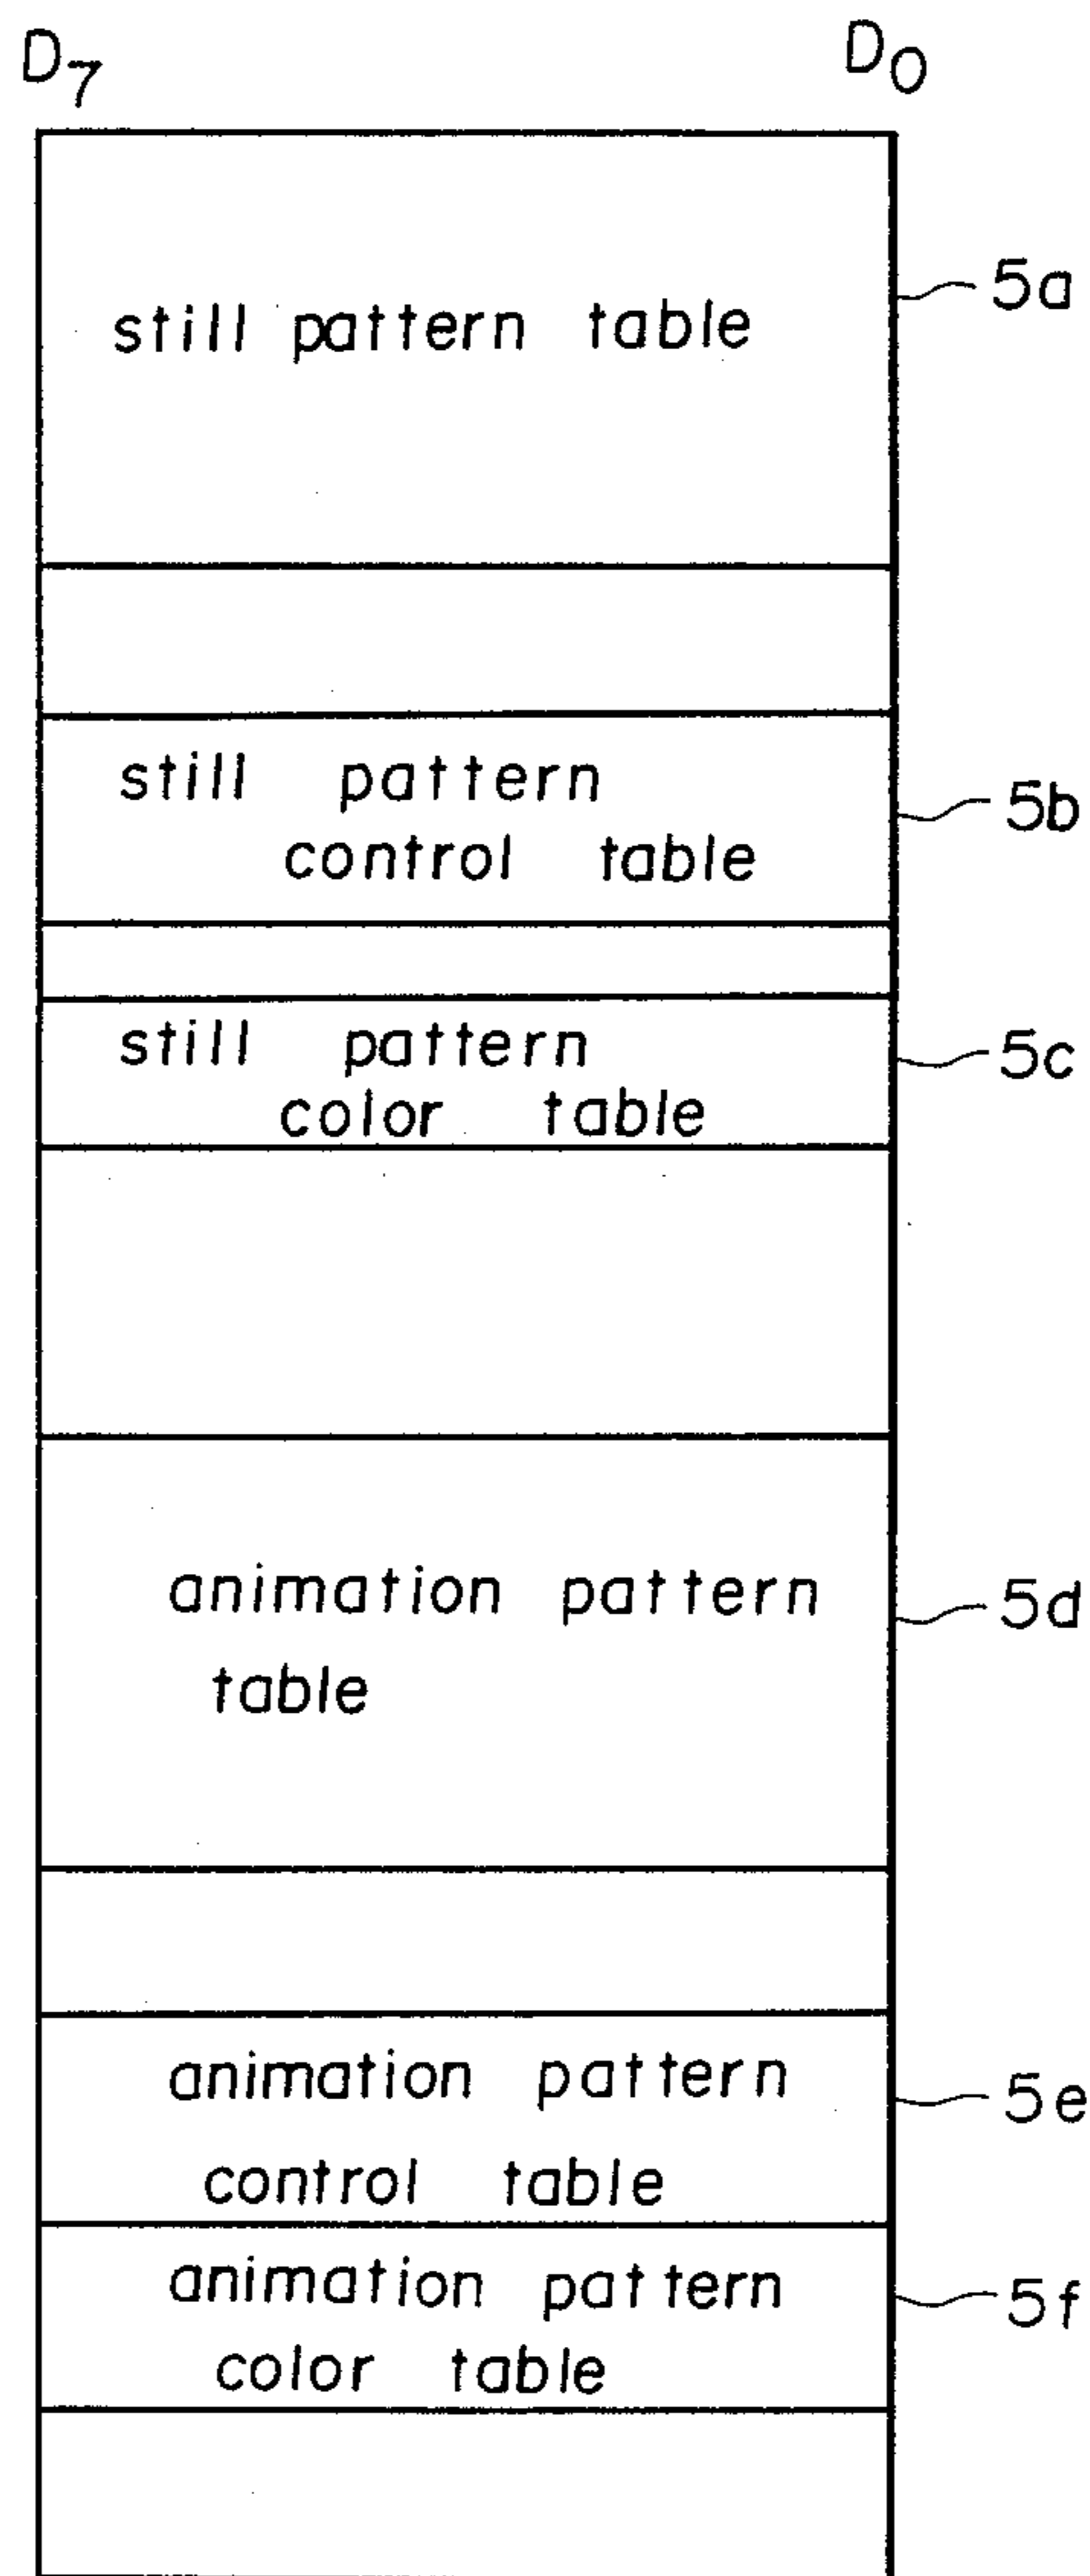 D7 D0
still pattern table
5a
still pattern
control table
5b
still pattern
color table
5c
animation pattern
table
5d
animation pattern
control table
5e
animation pattern
color table
5f